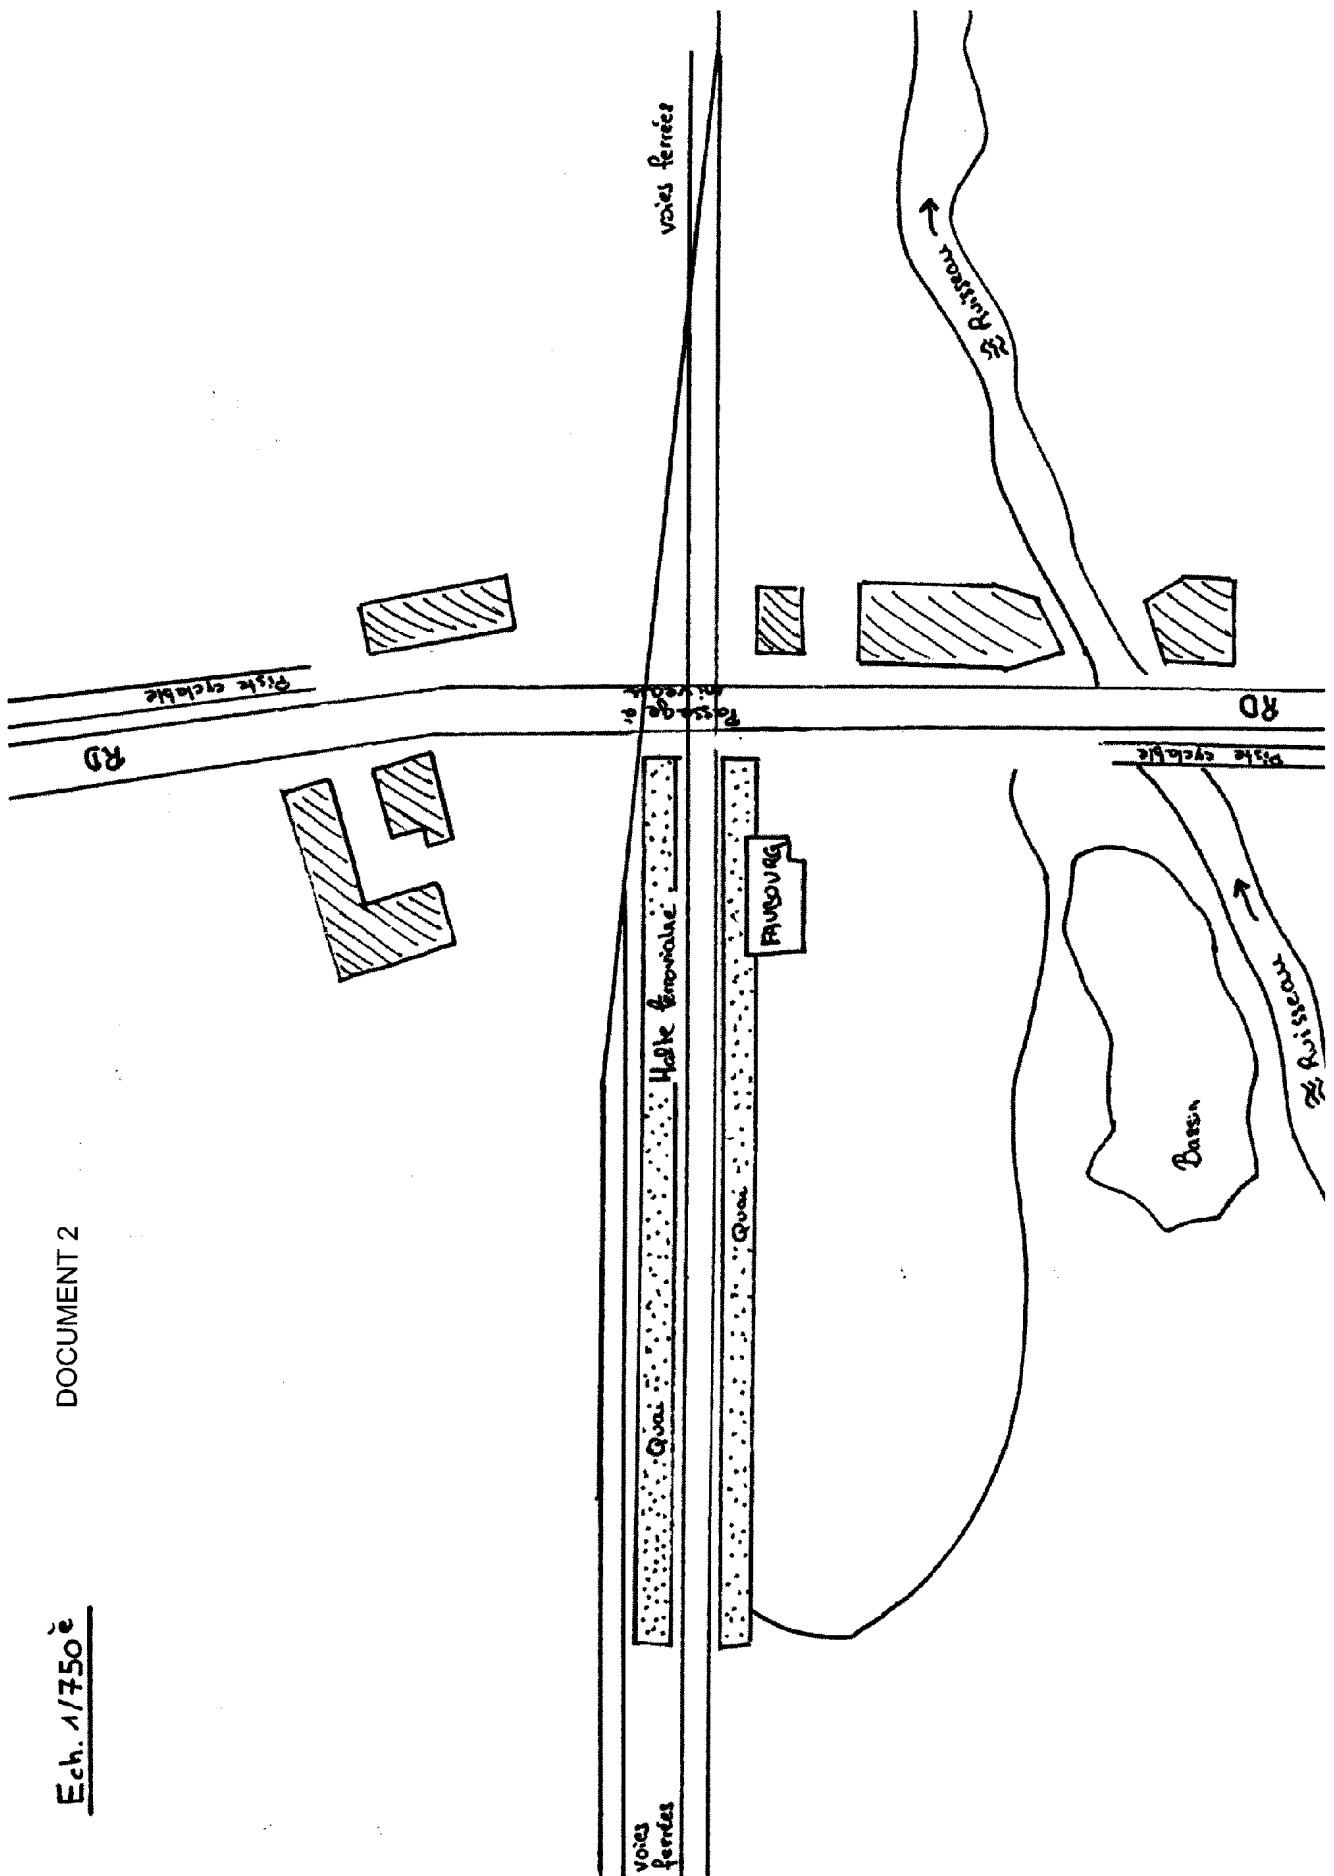 Ech. 1/750è
DOCUMENT 2
voies ferrées
Piste cyclable
RD
Passage à
niveau
RD
Piste cyclable
≋ Ruisseau →
Halte ferroviaire
FAUBOURG
Quai
Quai
Bassin
≋ Ruisseau →
voies
ferrées